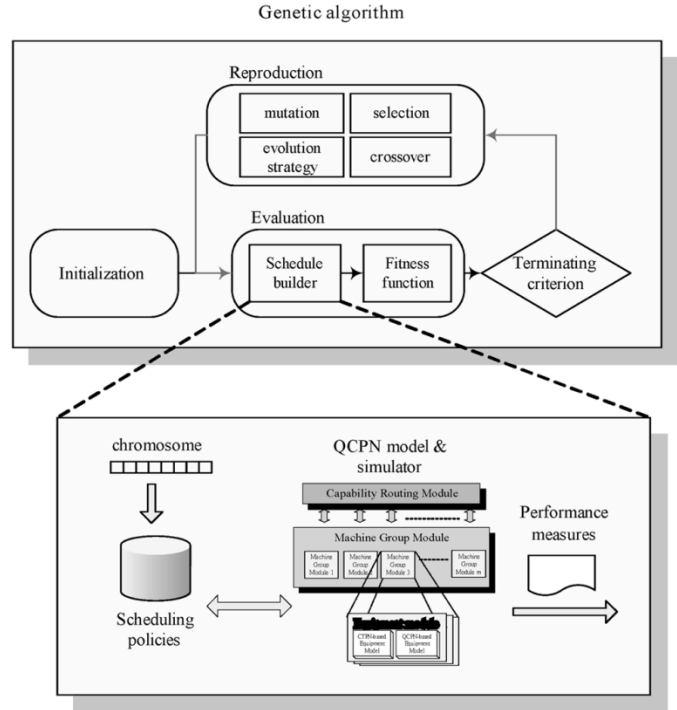 Genetic algorithm
Reproduction
mutation
selection
evolution
strategy
crossover
Evaluation
Initialization
Schedule
builder
Fitness
function
Terminating
criterion
chromosome
QCPN model &
simulator
Capability Routing Module
Performance
measures
Machine Group Module
Machine
Group
Module 1
Machine
Group
Module 2
Machine
Group
Module 3
Machine
Group
Module m
Scheduling
policies
CTPN-based
Equipment
Model
QCPN-based
Equipment
Model